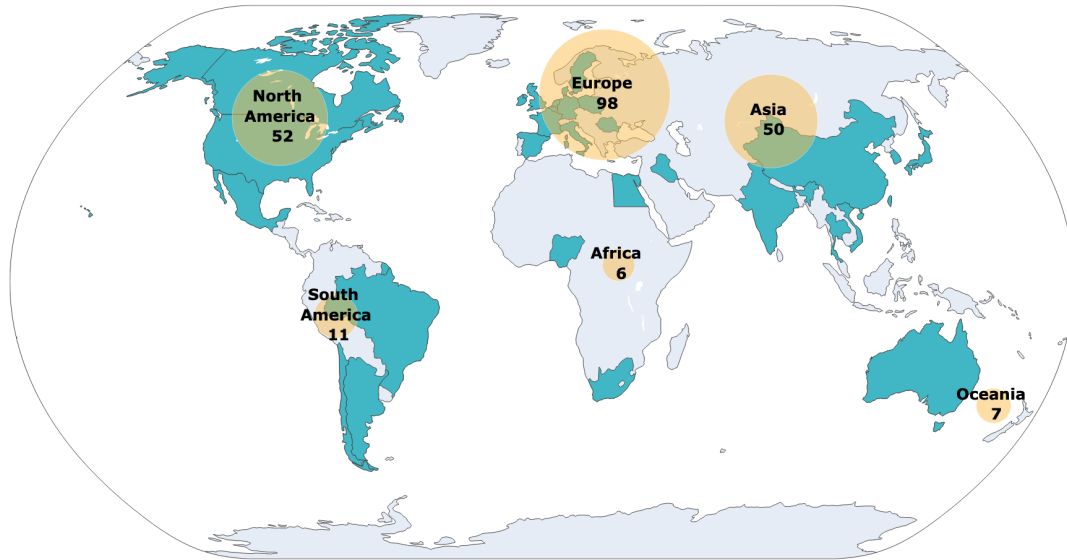 North
America
52
Europe
98
Asia
50
Africa
6
South
America
11
Oceania
7